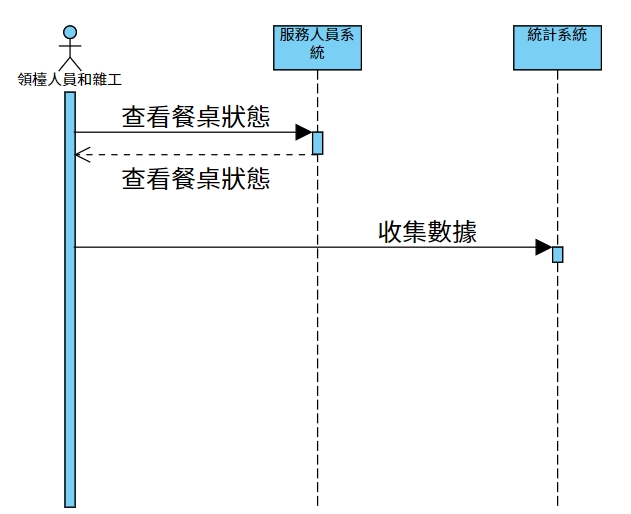 服務人員系
統
統計系統
領檯人員和雜工
查看餐桌狀態
查看餐桌狀態
收集數據